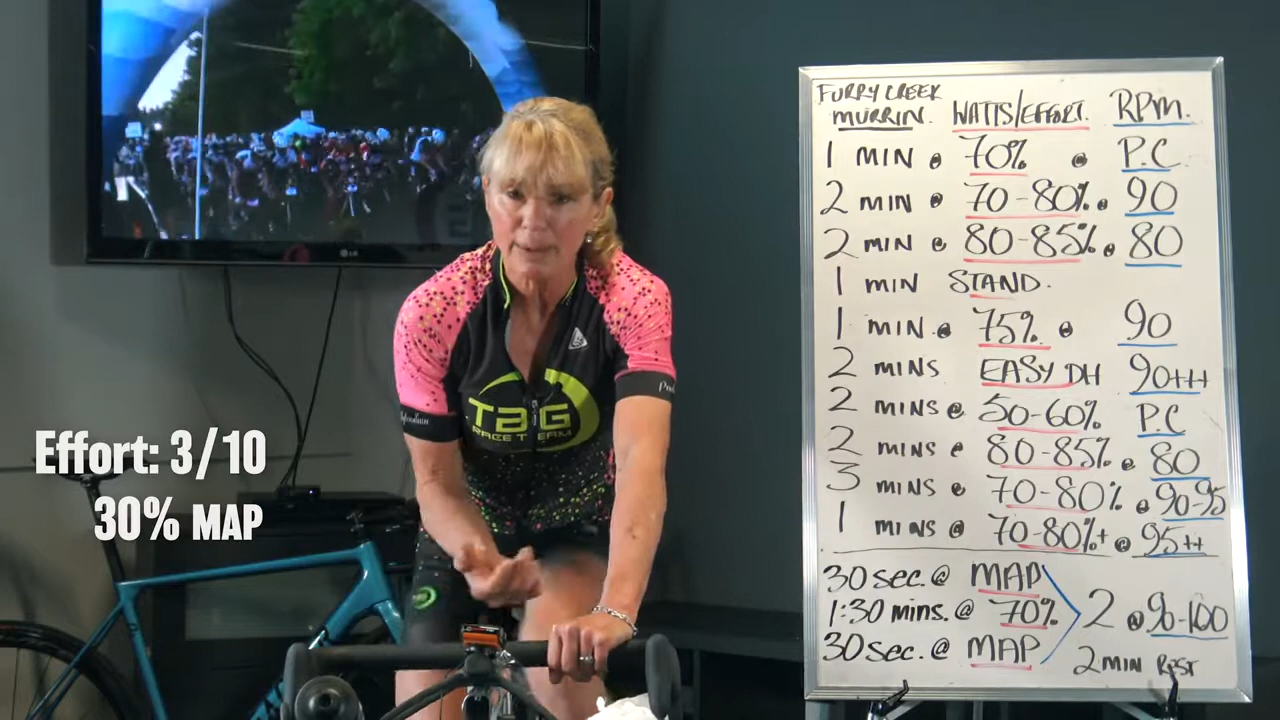 FURRY CREEK
MURRIN. WATTS/EFFORT. RPM.
1 MIN @ 70% @ P.C.
2 MIN @ 70-80% @ 90
2 MIN @ 80-85% @ 80
1 MIN STAND.
1 MIN @ 75% @ 90
2 MINS EASY DH 90+++
2 MINS @ 50-60% P.C
2 MINS @ 80-85% @ 80
3 MINS @ 70-80% @ 90-95
1 MINS @ 70-80%+ @ 95++
30 sec. @ MAP
1:30 mins. @ 70% 2 @ 90-100
30 sec. @ MAP
2 MIN REST
Effort: 3/10
30% MAP
TaG
RACE TEAM
LG